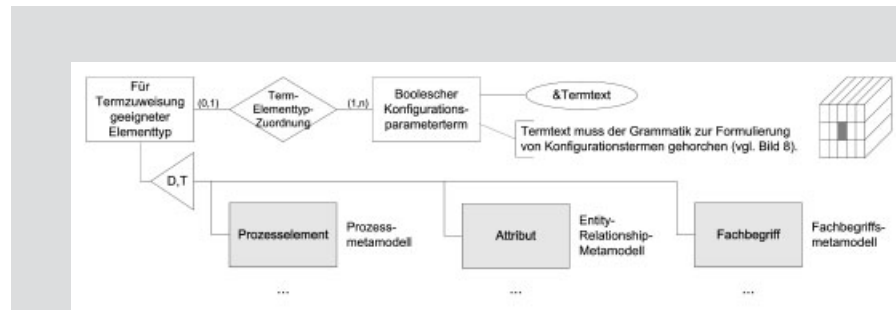 Für
Termzuweisung
geeigneter
Elementtyp
(0,1)
Term-
Elementtyp-
Zuordnung
(1,n)
Boolescher
Konfigurations-
parameterterm
&Termtext
Termtext muss der Grammatik zur Formulierung
von Konfigurationstermen gehorchen (vgl. Bild 8).
D,T
Prozesselement
Prozess-
metamodell
Attribut
Entity-
Relationship-
Metamodell
Fachbegriff
Fachbegriffs-
metamodell
...
...
...